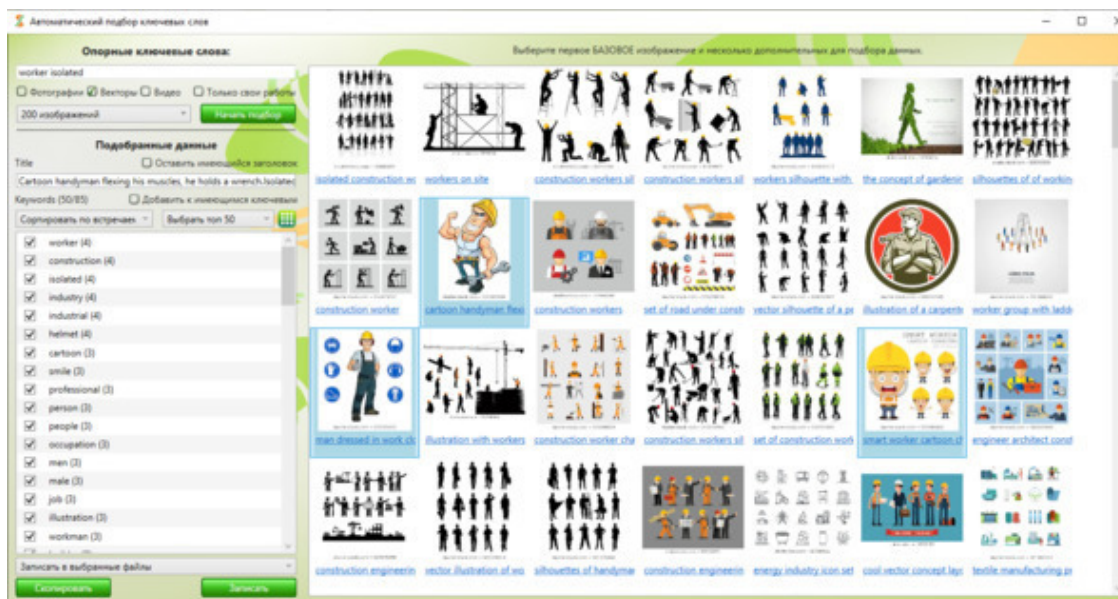 Автоматический подбор ключевых слов
Опорные ключевые слова:
Выберите первое БАЗОВОЕ изображение и несколько дополнительных для подбора данных.
worker isolated
Фотографии Векторы Видео Только свои работы
200 изображений Начать подбор
Подобранные данные
Title Оставить имеющийся заголовок
Cartoon handyman flexing his muscles, he holds a wrench.Isolated
Keywords (50/85) Добавить к имеющимся ключевым
Сортировать по встречаем Выбрать топ 50
worker (4)
construction (4)
isolated (4)
industry (4)
industrial (4)
helmet (4)
cartoon (3)
smile (3)
professional (3)
person (3)
people (3)
occupation (3)
men (3)
male (3)
job (3)
illustration (3)
workman (3)
Записать в выбранные файлы
Скопировать Записать
isolated construction wo workers on site construction workers sil construction workers sil workers silhouette with the concept of gardenin silhouettes of of workin
construction worker cartoon handyman flexi construction workers set of road under constr vector silhouette of a pe illustration of a carpente worker group with ladd
man dressed in work clo illustration with workers construction worker cha construction workers sil set of construction work smart worker cartoon ch engineer architect const
construction engineerin vector illustration of wo silhouettes of handyma construction engineerin energy industry icon set cool vector concept layo textile manufacturing p